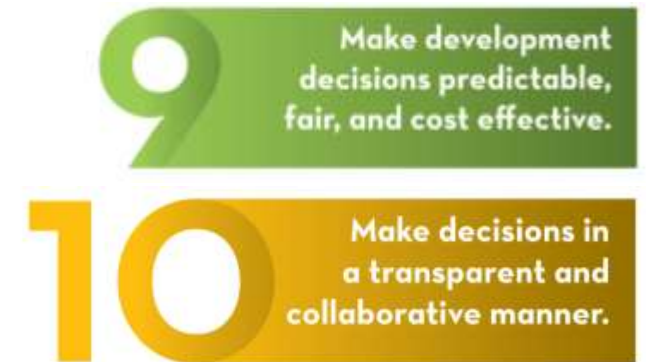 9
Make development
decisions predictable,
fair, and cost effective.
10
Make decisions in
a transparent and
collaborative manner.